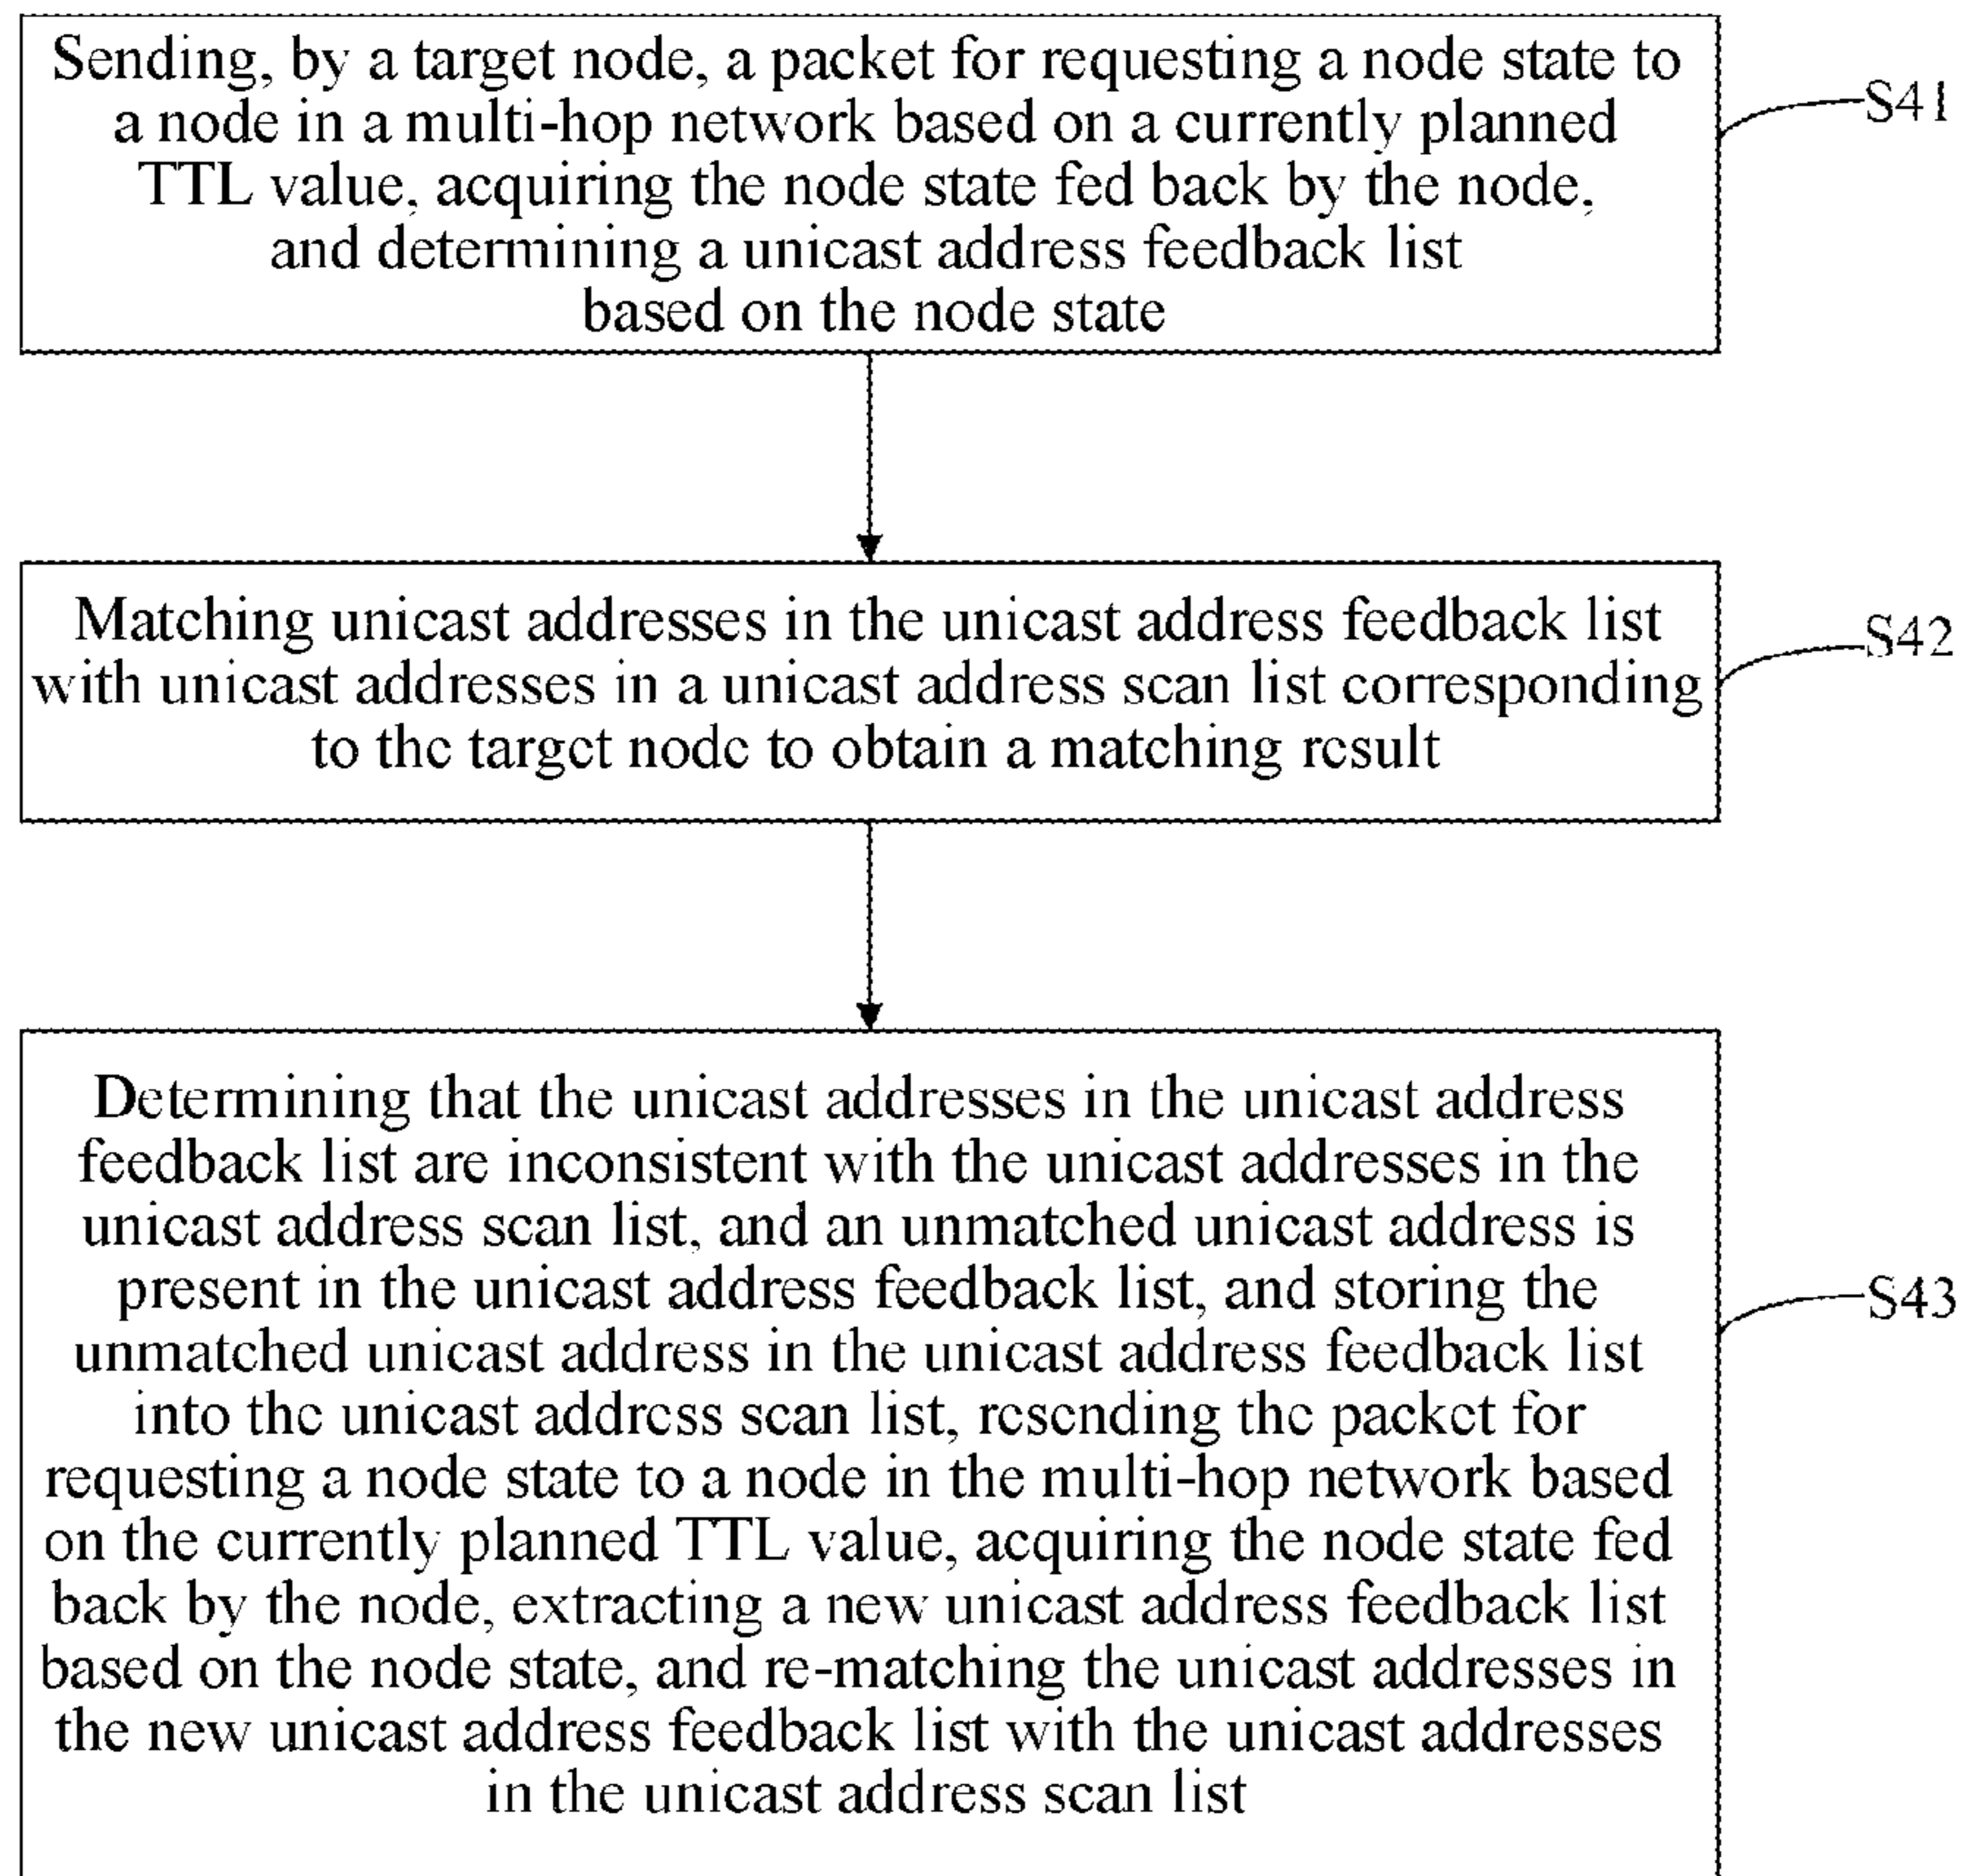 Sending, by a target node, a packet for requesting a node state to
a node in a multi-hop network based on a currently planned
TTL value, acquiring the node state fed back by the node,
and determining a unicast address feedback list
based on the node state
S41
Matching unicast addresses in the unicast address feedback list
with unicast addresses in a unicast address scan list corresponding
to the target node to obtain a matching result
S42
Determining that the unicast addresses in the unicast address
feedback list are inconsistent with the unicast addresses in the
unicast address scan list, and an unmatched unicast address is
present in the unicast address feedback list, and storing the
unmatched unicast address in the unicast address feedback list
into the unicast address scan list, resending the packet for
requesting a node state to a node in the multi-hop network based
on the currently planned TTL value, acquiring the node state fed
back by the node, extracting a new unicast address feedback list
based on the node state, and re-matching the unicast addresses in
the new unicast address feedback list with the unicast addresses
in the unicast address scan list
S43